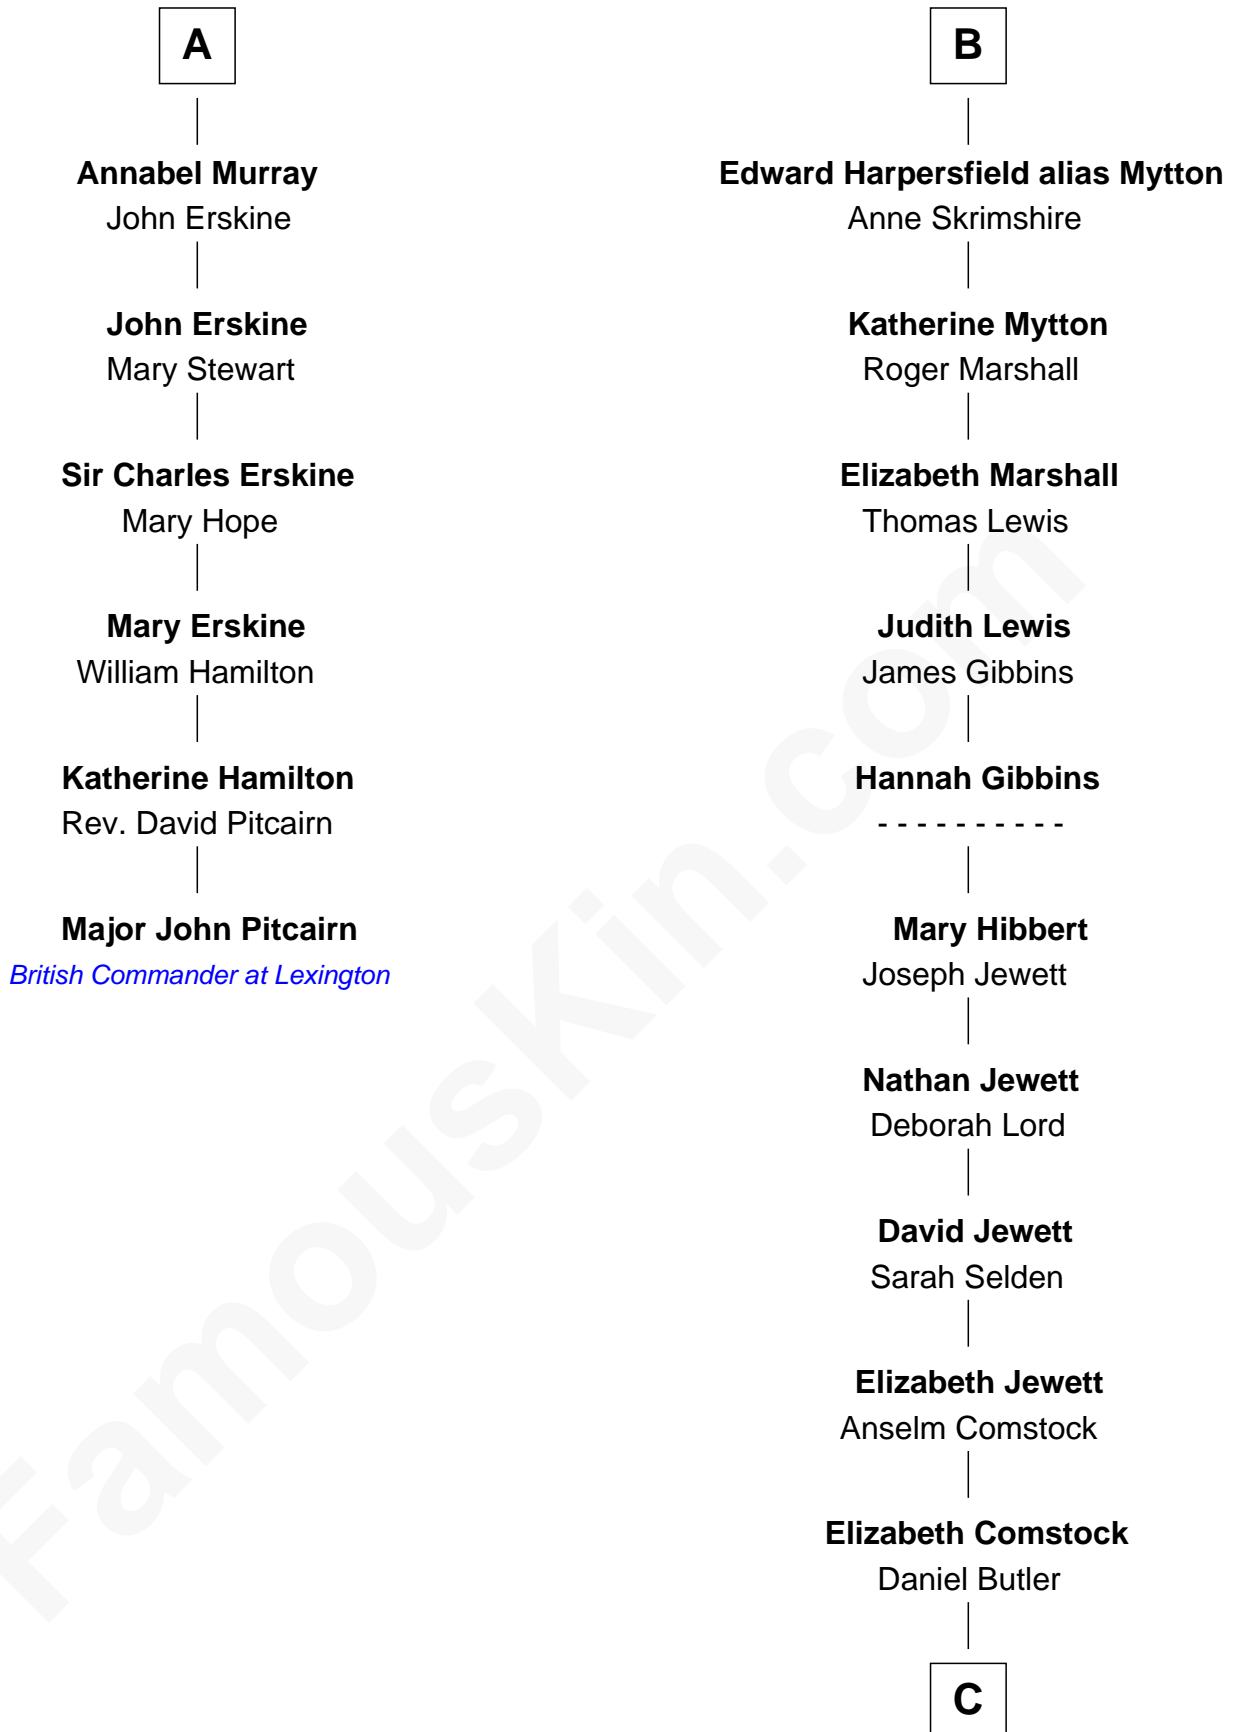 A
Annabel Murray
John Erskine
John Erskine
Mary Stewart
Sir Charles Erskine
Mary Hope
Mary Erskine
William Hamilton
Katherine Hamilton
Rev. David Pitcairn
Major John Pitcairn
British Commander at Lexington
B
Edward Harpersfield alias Mytton
Anne Skrimshire
Katherine Mytton
Roger Marshall
Elizabeth Marshall
Thomas Lewis
Judith Lewis
James Gibbins
Hannah Gibbins
- - - - - - - - - -
Mary Hibbert
Joseph Jewett
Nathan Jewett
Deborah Lord
David Jewett
Sarah Selden
Elizabeth Jewett
Anselm Comstock
Elizabeth Comstock
Daniel Butler
C
FamousKin.com